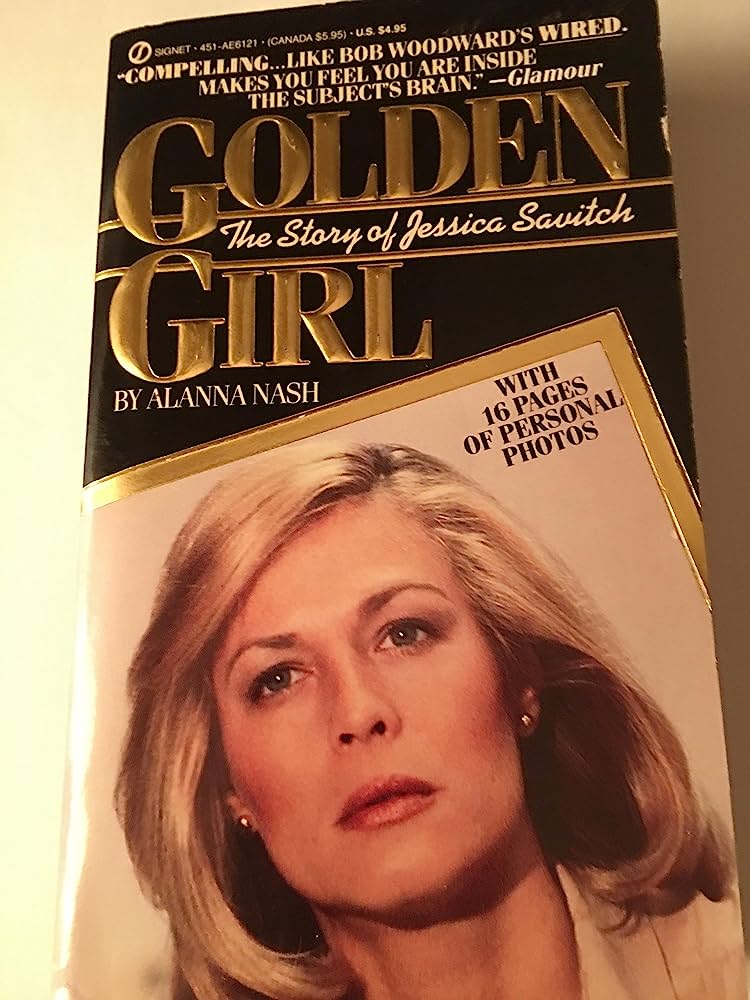 SIGNET • 451-AE6121 • (CANADA $5.95) • U.S. $4.95
"COMPELLING...LIKE BOB WOODWARD'S WIRED.
MAKES YOU FEEL YOU ARE INSIDE
THE SUBJECT'S BRAIN." —Glamour
GOLDEN
The Story of Jessica Savitch
GIRL
BY ALANNA NASH
WITH
16 PAGES
OF PERSONAL
PHOTOS